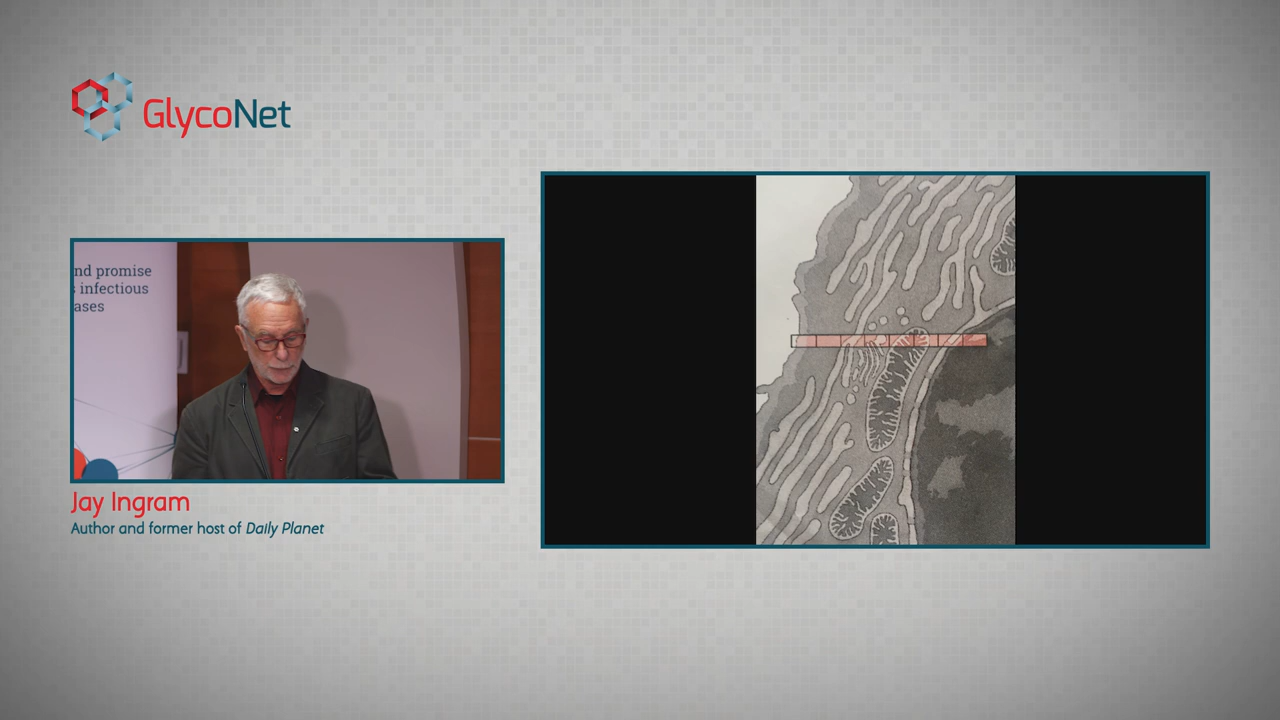 GlycoNet
nd promise
s infectious
ases
Jay Ingram
Author and former host of Daily Planet